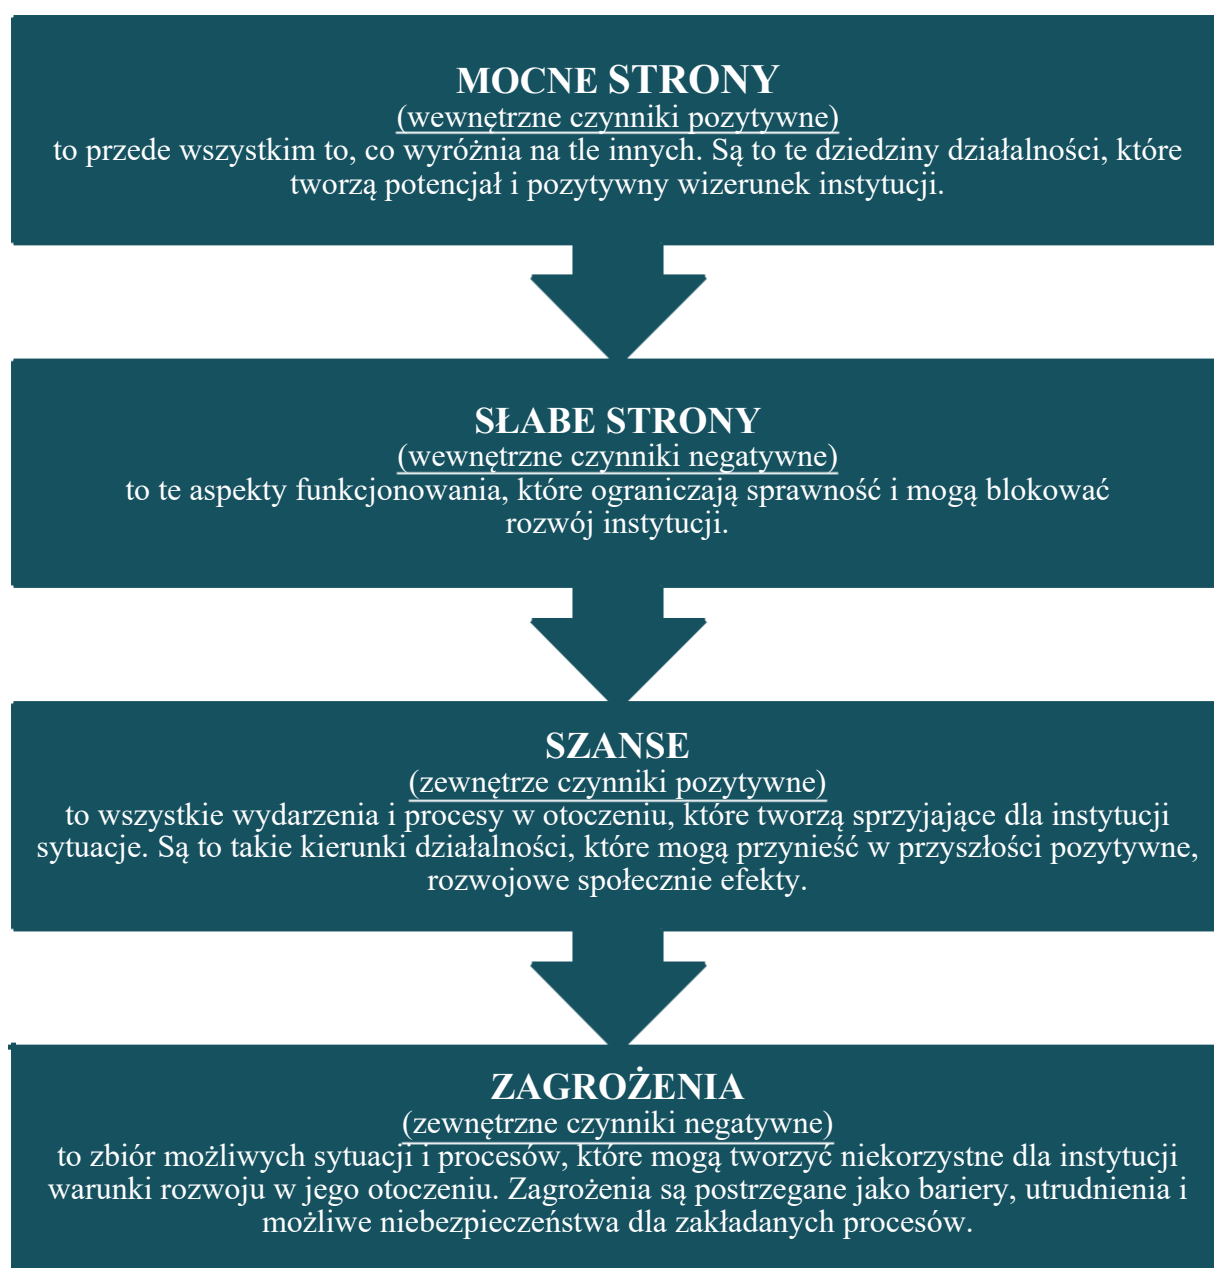 MOCNE STRONY
(wewnętrzne czynniki pozytywne)
to przede wszystkim to, co wyróżnia na tle innych. Są to te dziedziny działalności, które
tworzą potencjał i pozytywny wizerunek instytucji.
SŁABE STRONY
(wewnętrzne czynniki negatywne)
to te aspekty funkcjonowania, które ograniczają sprawność i mogą blokować
rozwój instytucji.
SZANSE
(zewnętrze czynniki pozytywne)
to wszystkie wydarzenia i procesy w otoczeniu, które tworzą sprzyjające dla instytucji
sytuacje. Są to takie kierunki działalności, które mogą przynieść w przyszłości pozytywne,
rozwojowe społecznie efekty.
ZAGROŻENIA
(zewnętrzne czynniki negatywne)
to zbiór możliwych sytuacji i procesów, które mogą tworzyć niekorzystne dla instytucji
warunki rozwoju w jego otoczeniu. Zagrożenia są postrzegane jako bariery, utrudnienia i
możliwe niebezpieczeństwa dla zakładanych procesów.